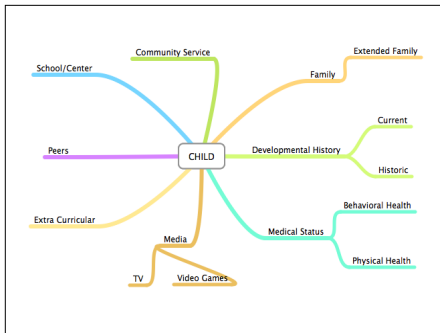 Community Service
Extended Family
School/Center
Family
Current
Peers
CHILD
Developmental History
Historic
Behavioral Health
Extra Curricular
Media
Medical Status
Physical Health
TV
Video Games